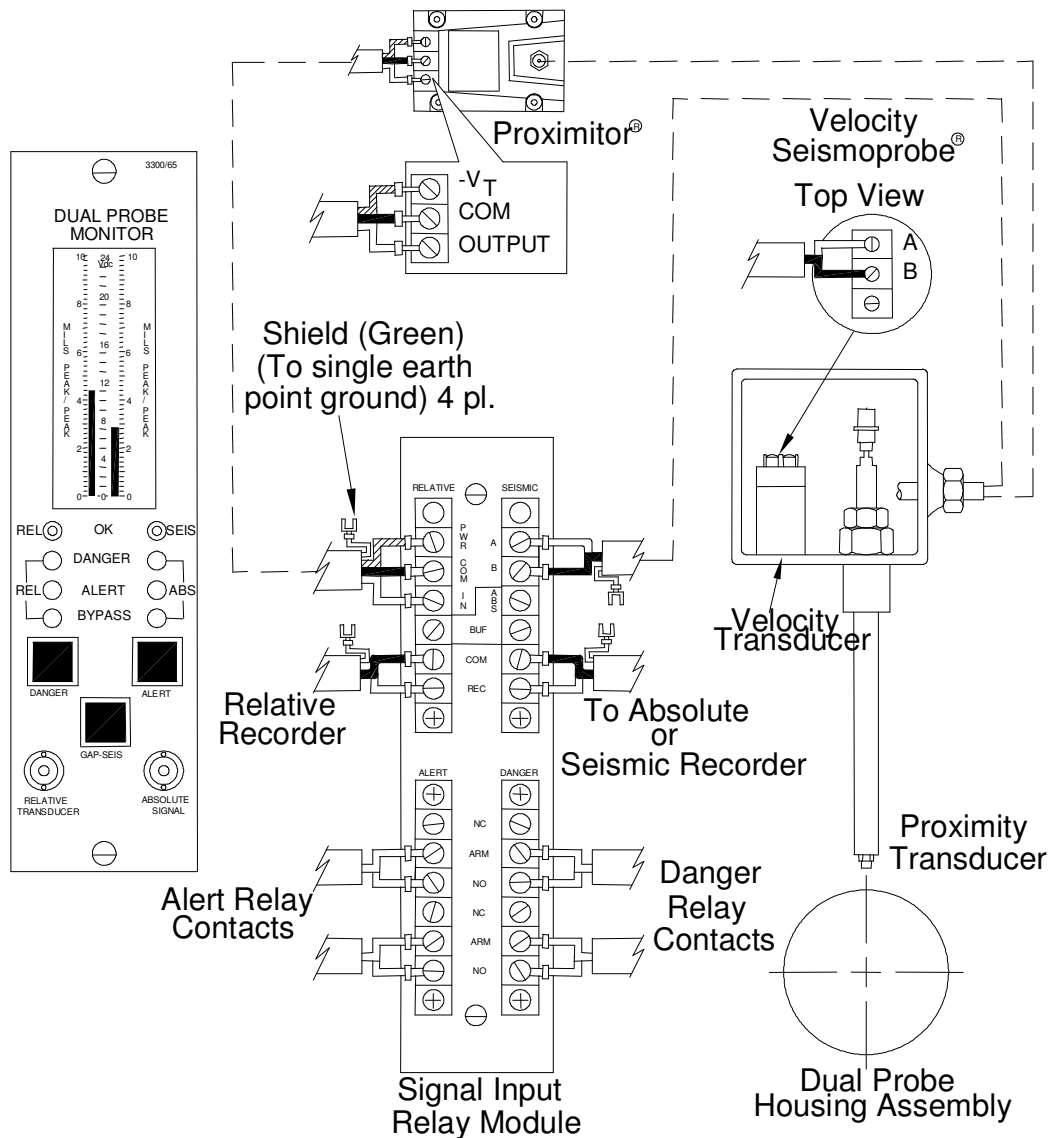 Proximitor®
-VT
COM
OUTPUT
Velocity
Seismoprobe®
Top View
A
B
3300/65
DUAL PROBE
MONITOR
10 24 10
Vdc
20
8 8
16
6 6
12
4 4
8
2 2
4
0 0 0
MILS PEAK/PEAK
MILS PEAK/PEAK
REL OK SEIS
DANGER
REL ALERT ABS
BYPASS
DANGER
ALERT
GAP-SEIS
RELATIVE
TRANSDUCER
ABSOLUTE
SIGNAL
Shield (Green)
(To single earth
point ground) 4 pl.
RELATIVE
SEISMIC
PWR
COM
IN
A
B
ABS
BUF
COM
REC
Relative
Recorder
To Absolute
or
Seismic Recorder
ALERT
DANGER
NC
ARM
NO
NC
ARM
NO
Alert Relay
Contacts
Danger
Relay
Contacts
Signal Input
Relay Module
Velocity
Transducer
Proximity
Transducer
Dual Probe
Housing Assembly